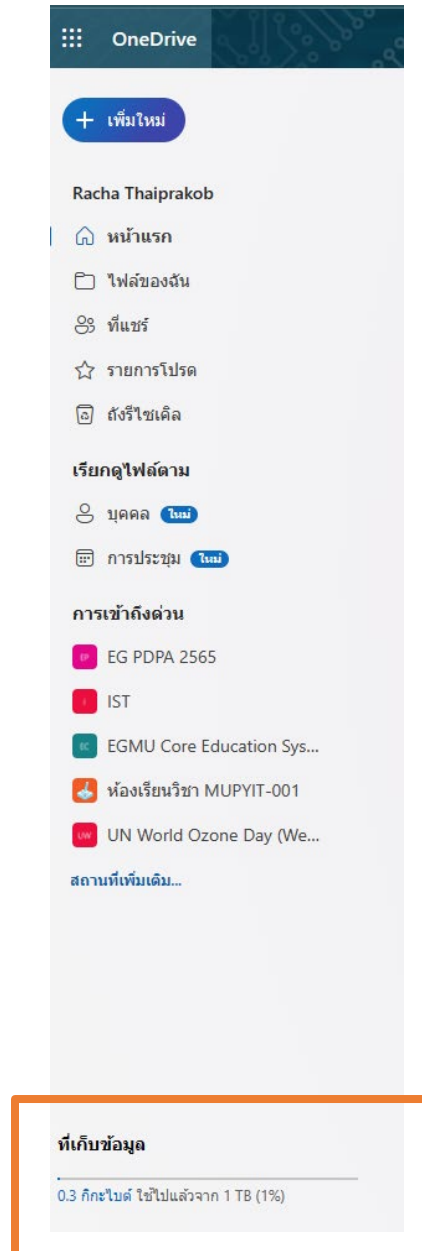 OneDrive
+ เพิ่มใหม่
Racha Thaiprakob
หน้าแรก
ไฟล์ของฉัน
ที่แชร์
รายการโปรด
ถังรีไซเคิล
เรียกดูไฟล์ตาม
บุคคล ใหม่
การประชุม ใหม่
การเข้าถึงด่วน
EP EG PDPA 2565
I IST
EC EGMU Core Education Sys...
ห้องเรียนวิชา MUPYIT-001
UW UN World Ozone Day (We...
สถานที่เพิ่มเติม...
ที่เก็บข้อมูล
0.3 กิกะไบต์ ใช้ไปแล้วจาก 1 TB (1%)